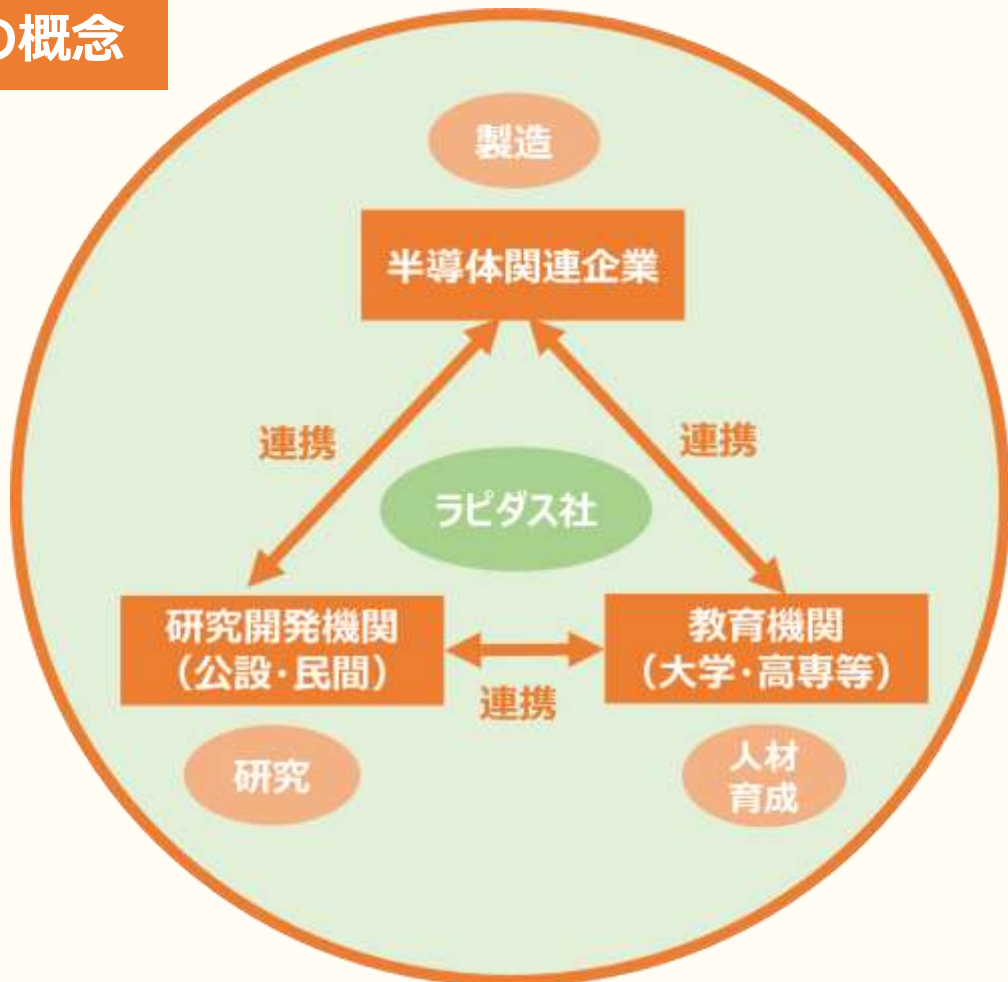 の概念
製造
半導体関連企業
連携
連携
ラピダス社
研究開発機関
（公設・民間）
教育機関
（大学・高専等）
連携
研究
人材
育成